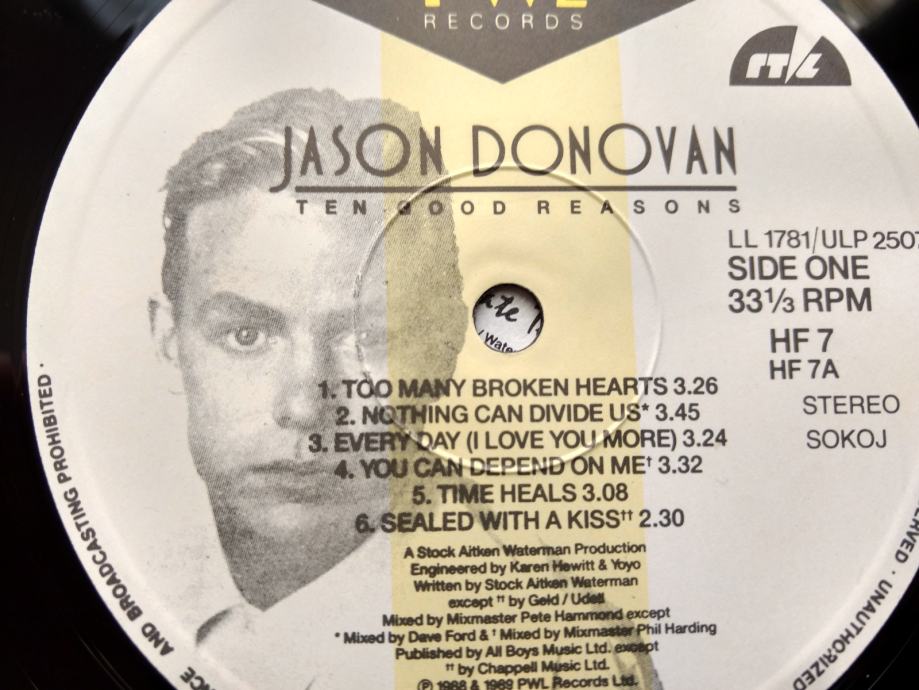 PWL
RECORDS
RTL
JASON DONOVAN
TEN GOOD REASONS
LL 1781/ULP 2507
SIDE ONE
33⅓ RPM
HF 7
HF 7A
STEREO
SOKOJ
1. TOO MANY BROKEN HEARTS 3.26
2. NOTHING CAN DIVIDE US* 3.45
3. EVERY DAY (I LOVE YOU MORE) 3.24
4. YOU CAN DEPEND ON ME† 3.32
5. TIME HEALS 3.08
6. SEALED WITH A KISS†† 2.30
A Stock Aitken Waterman Production
Engineered by Karen Hewitt & Yoyo
Written by Stock Aitken Waterman
except †† by Geld / Udell
Mixed by Mixmaster Pete Hammond except
* Mixed by Dave Ford & † Mixed by Mixmaster Phil Harding
Published by All Boys Music Ltd. except
†† by Chappell Music Ltd.
℗ 1988 & 1989 PWL Records Ltd.
AND BROADCASTING PROHIBITED ·
· UNAUTHORIZED